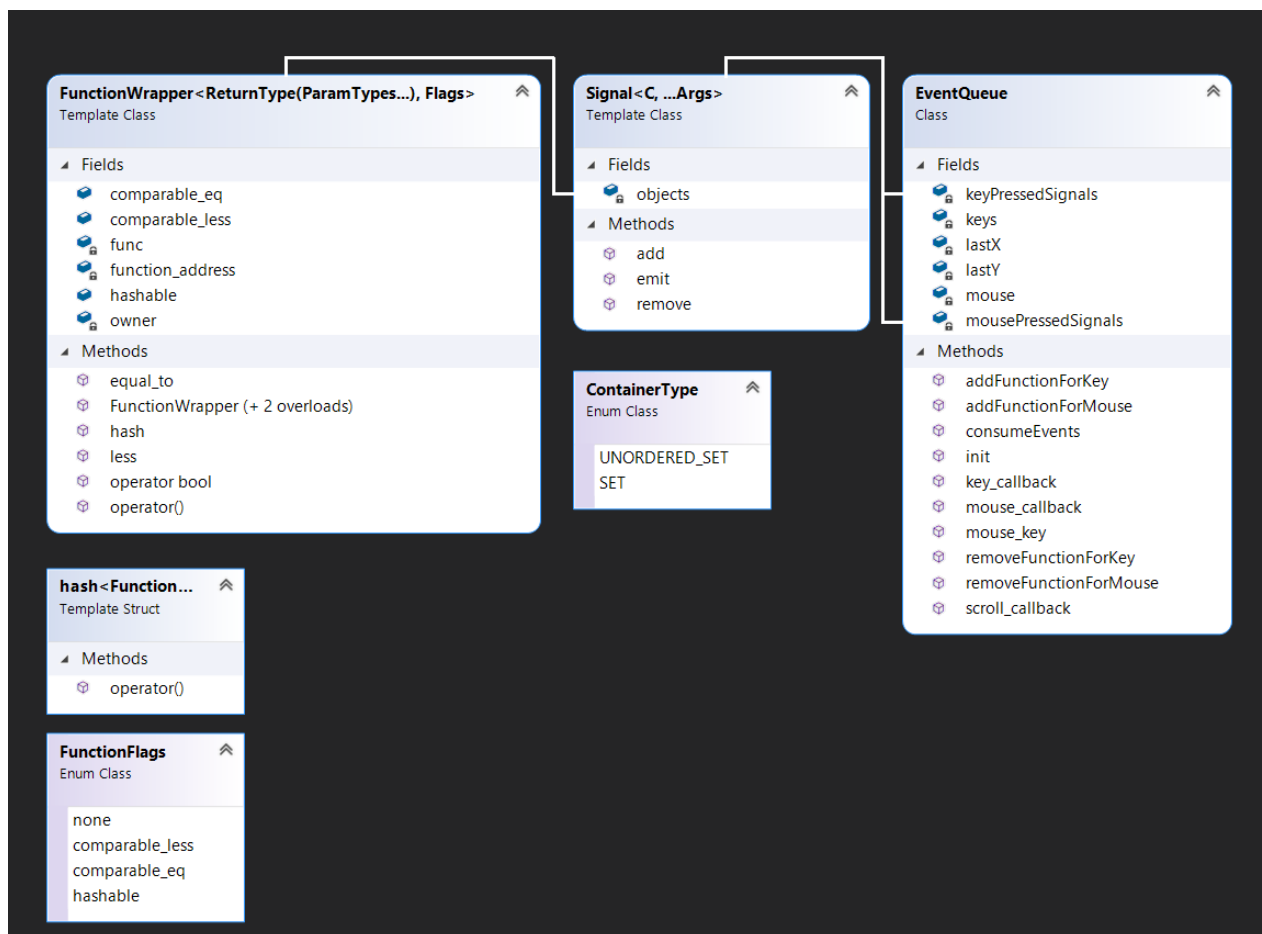 FunctionWrapper<ReturnType(ParamTypes...), Flags>
Template Class
Fields
comparable_eq
comparable_less
func
function_address
hashable
owner
Methods
equal_to
FunctionWrapper (+ 2 overloads)
hash
less
operator bool
operator()
Signal<C, ...Args>
Template Class
Fields
objects
Methods
add
emit
remove
EventQueue
Class
Fields
keyPressedSignals
keys
lastX
lastY
mouse
mousePressedSignals
Methods
addFunctionForKey
addFunctionForMouse
consumeEvents
init
key_callback
mouse_callback
mouse_key
removeFunctionForKey
removeFunctionForMouse
scroll_callback
ContainerType
Enum Class
UNORDERED_SET
SET
hash<Function...
Template Struct
Methods
operator()
FunctionFlags
Enum Class
none
comparable_less
comparable_eq
hashable